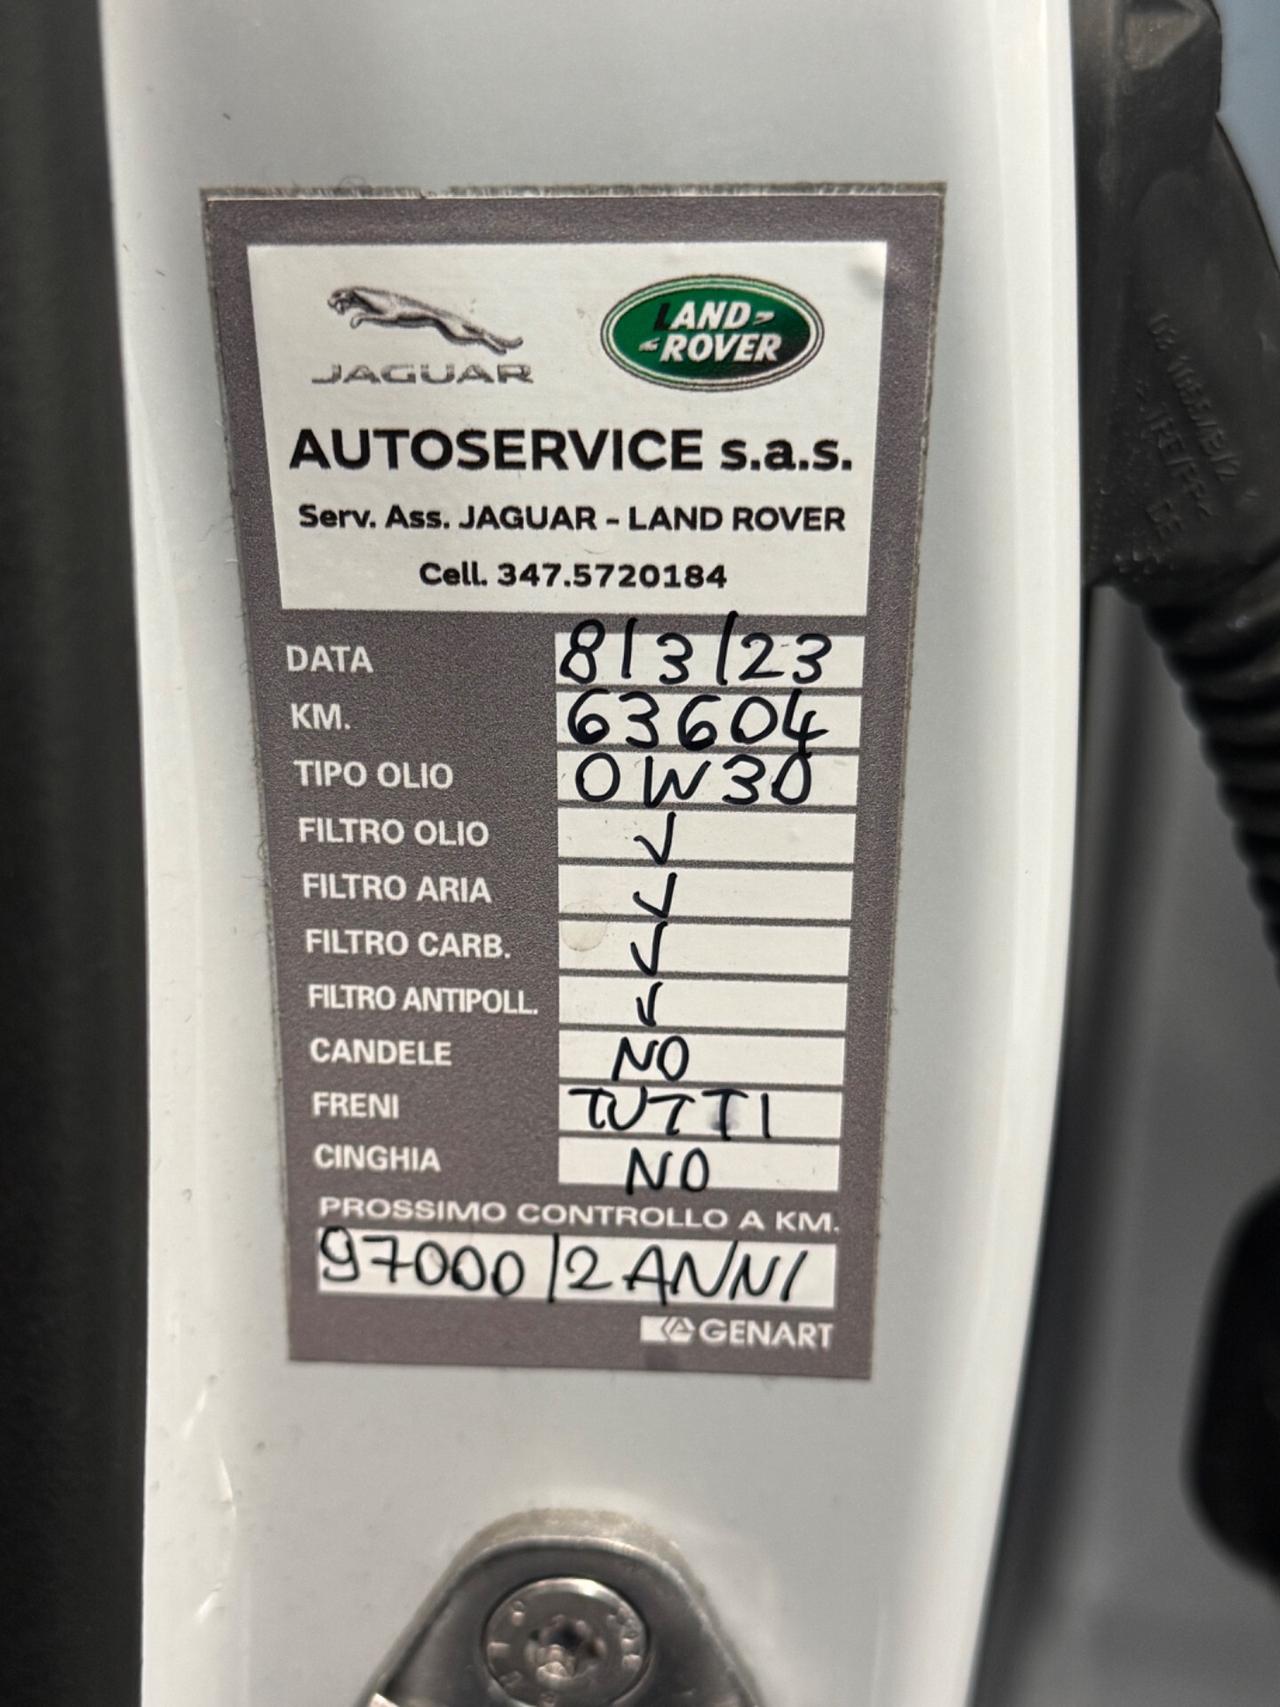 JAGUAR
LAND-
ROVER
AUTOSERVICE s.a.s.
Serv. Ass. JAGUAR - LAND ROVER
Cell. 347.5720184
DATA 8/3/23
KM. 63604
TIPO OLIO 0W30
FILTRO OLIO ✓
FILTRO ARIA ✓
FILTRO CARB. ✓
FILTRO ANTIPOLL. ✓
CANDELE NO
FRENI TUTTI
CINGHIA NO
PROSSIMO CONTROLLO A KM.
97000/2 ANNI
GENART